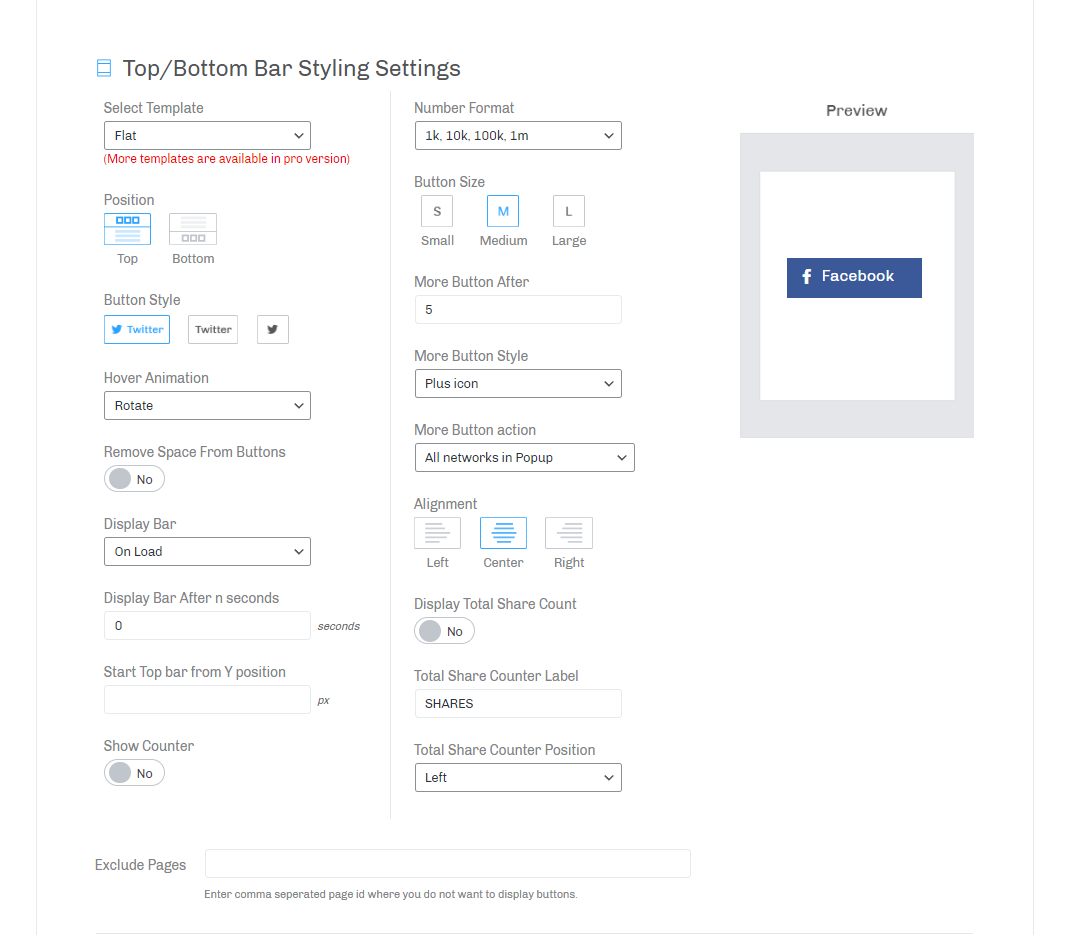 Top/Bottom Bar Styling Settings
Select Template
Flat
(More templates are available in pro version)
Position
Top
Bottom
Button Style
Twitter
Twitter
Hover Animation
Rotate
Remove Space From Buttons
No
Display Bar
On Load
Display Bar After n seconds
0
seconds
Start Top bar from Y position
px
Show Counter
No
Number Format
1k, 10k, 100k, 1m
Button Size
S
M
L
Small
Medium
Large
More Button After
5
More Button Style
Plus icon
More Button action
All networks in Popup
Alignment
Left
Center
Right
Display Total Share Count
No
Total Share Counter Label
SHARES
Total Share Counter Position
Left
Preview
Facebook
Exclude Pages
Enter comma seperated page id where you do not want to display buttons.